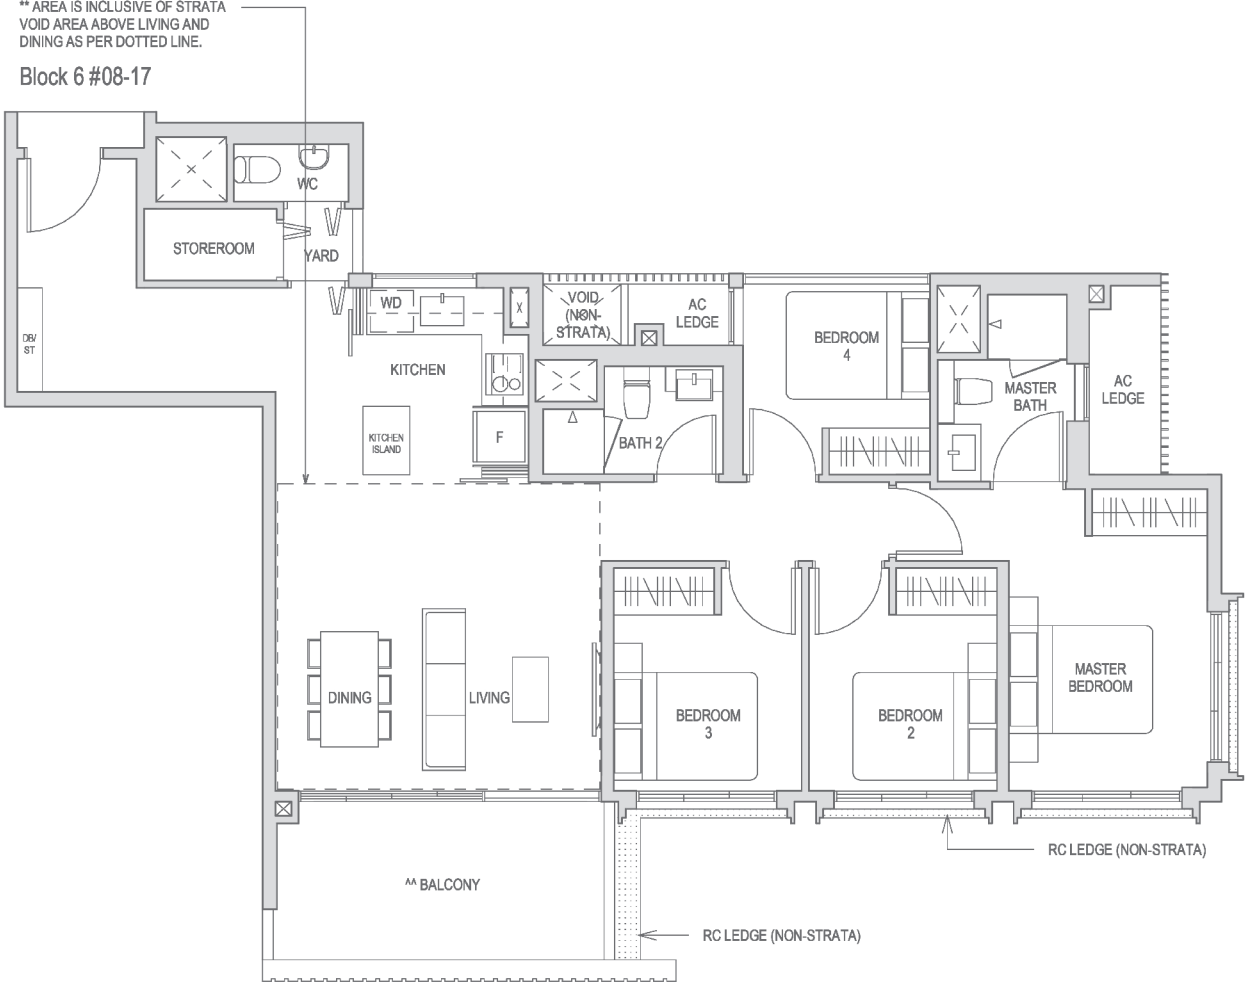 ** AREA IS INCLUSIVE OF STRATA
VOID AREA ABOVE LIVING AND
DINING AS PER DOTTED LINE.
Block 6 #08-17
WC
STOREROOM
YARD
DB/
ST
WD
KITCHEN
KITCHEN
ISLAND
F
VOID
(NON-
STRATA)
AC
LEDGE
BATH 2
BEDROOM
4
MASTER
BATH
AC
LEDGE
DINING
LIVING
BEDROOM
3
BEDROOM
2
MASTER
BEDROOM
^^ BALCONY
RC LEDGE (NON-STRATA)
RC LEDGE (NON-STRATA)